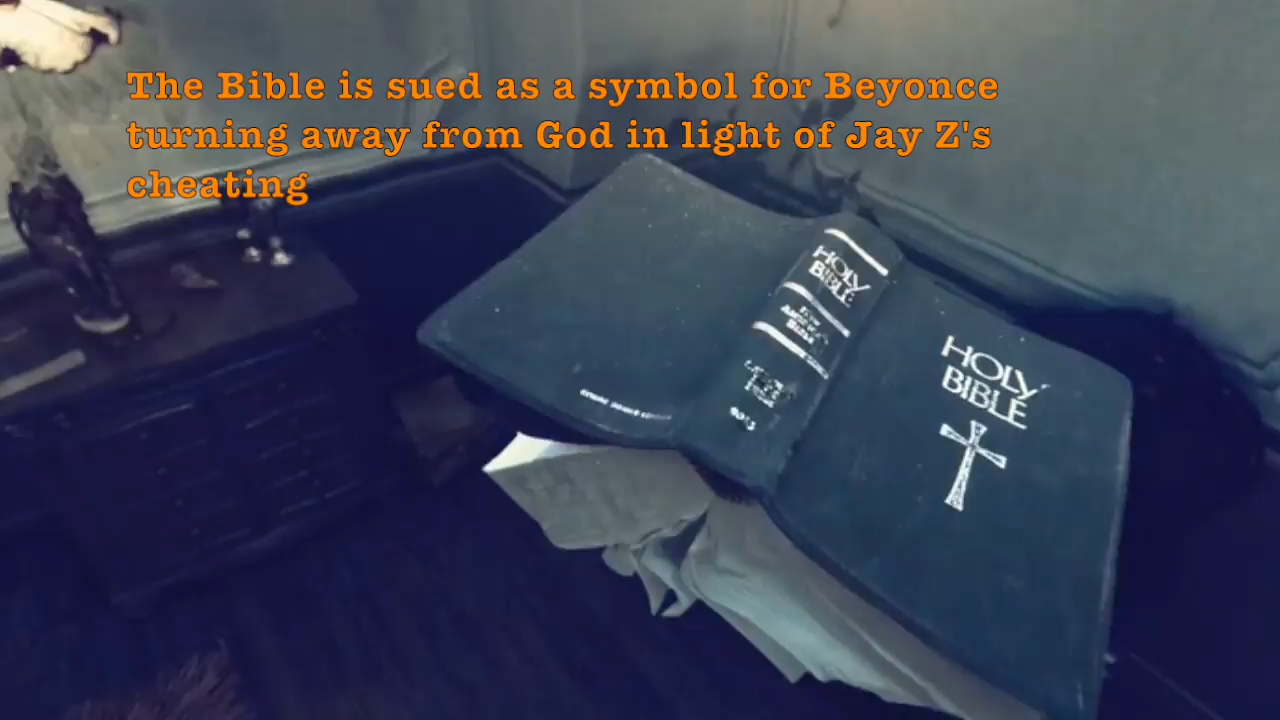 The Bible is sued as a symbol for Beyonce
turning away from God in light of Jay Z's
cheating
HOLY
BIBLE
HOLY
BIBLE